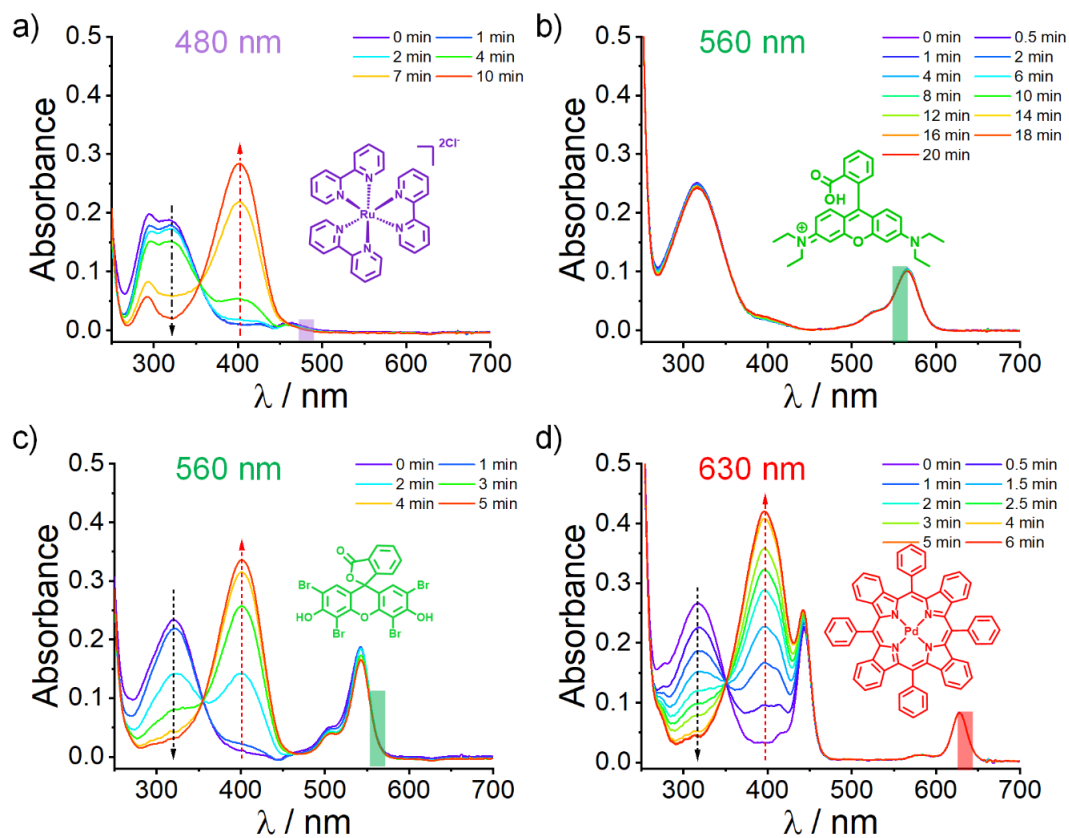 a)
480 nm
0 min 1 min
2 min 4 min
7 min 10 min
0.5
0.4
0.3
0.2
0.1
0.0
Absorbance
300 400 500 600 700
λ / nm
2Cl⁻
N
N
N
Ru
N
N
N
b)
560 nm
0 min 0.5 min
1 min 2 min
4 min 6 min
8 min 10 min
12 min 14 min
16 min 18 min
20 min
0.5
0.4
0.3
0.2
0.1
0.0
Absorbance
300 400 500 600 700
λ / nm
O
OH
N O N
+
c)
560 nm
0 min 1 min
2 min 3 min
4 min 5 min
0.5
0.4
0.3
0.2
0.1
0.0
Absorbance
300 400 500 600 700
λ / nm
O
O
Br Br
HO O OH
Br Br
d)
630 nm
0 min 0.5 min
1 min 1.5 min
2 min 2.5 min
3 min 4 min
5 min 6 min
0.5
0.4
0.3
0.2
0.1
0.0
Absorbance
300 400 500 600 700
λ / nm
N N
Pd
N N